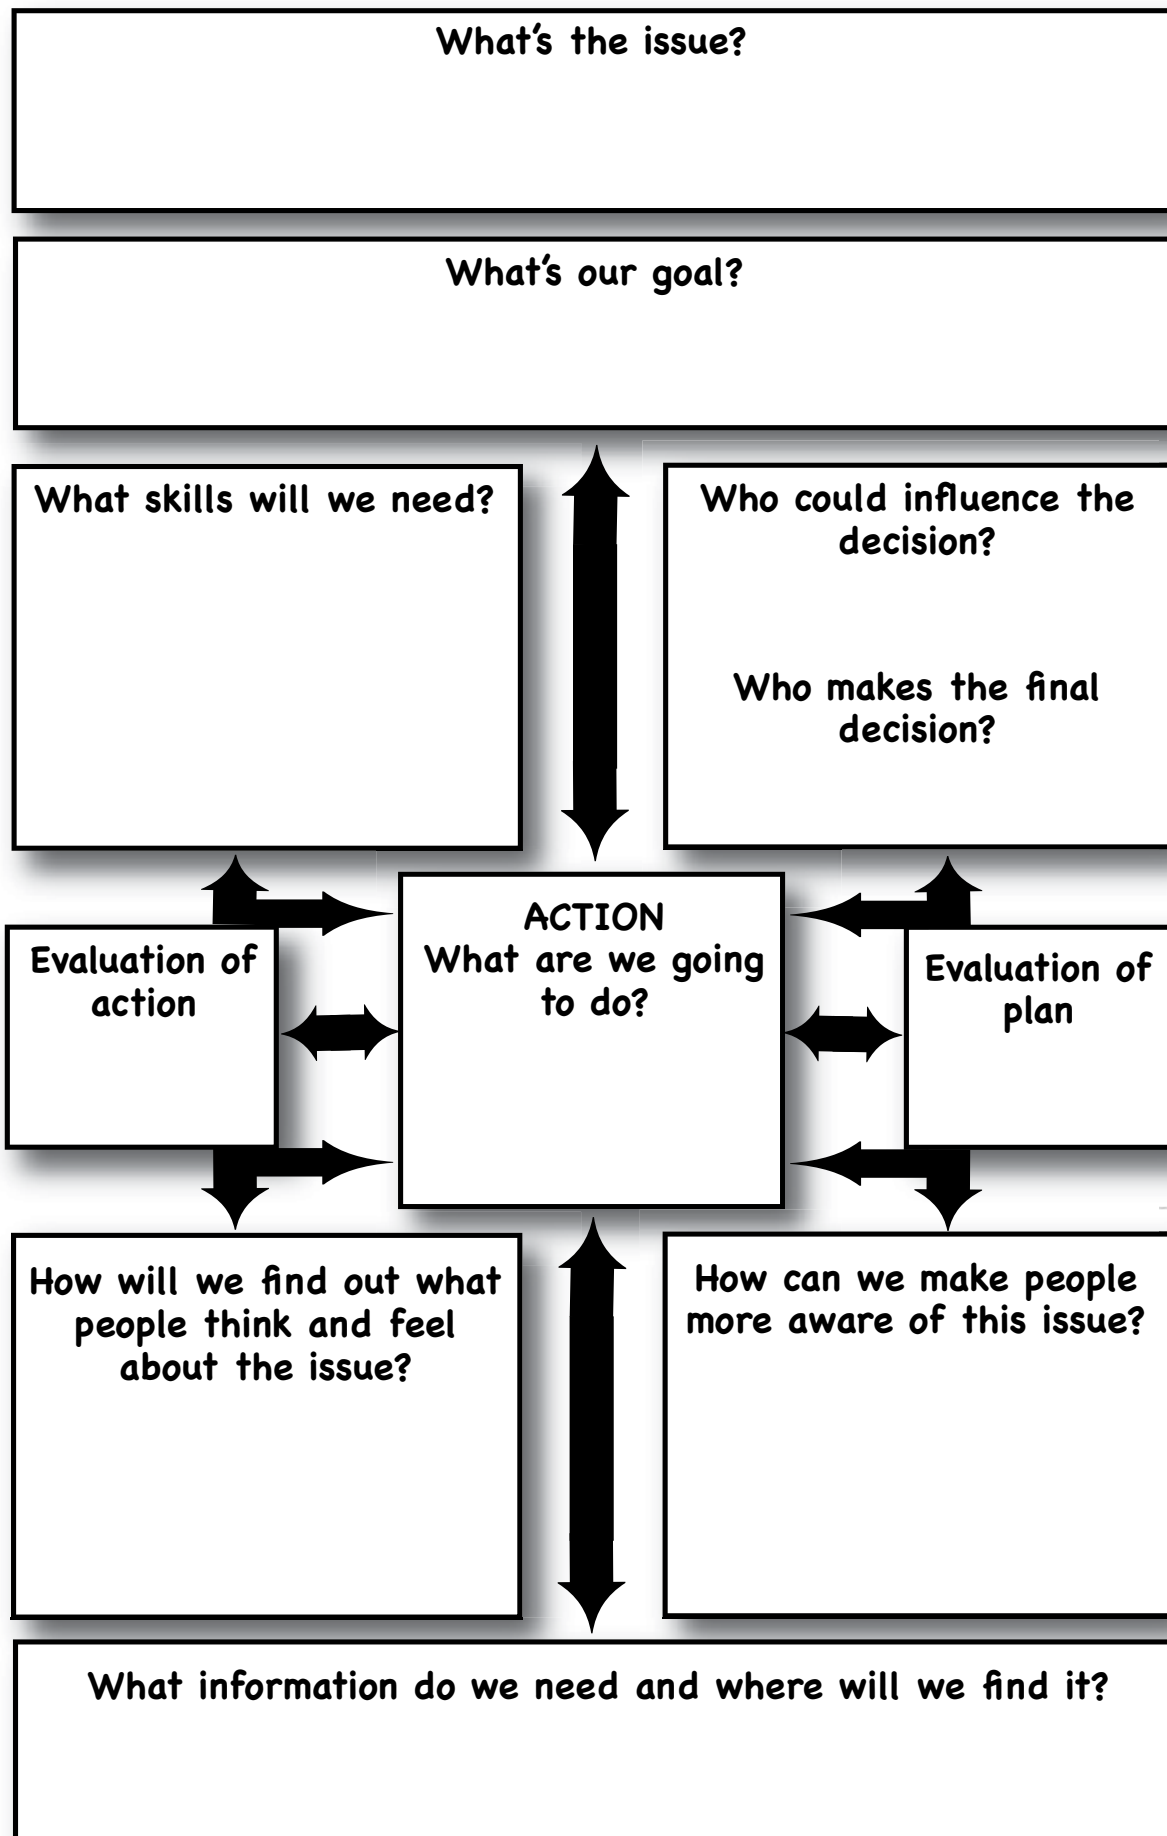 What's the issue?
What's our goal?
What skills will we need?
Who could influence the
decision?
Who makes the final
decision?
ACTION
What are we going
to do?
Evaluation of
action
Evaluation of
plan
How will we find out what
people think and feel
about the issue?
How can we make people
more aware of this issue?
What information do we need and where will we find it?